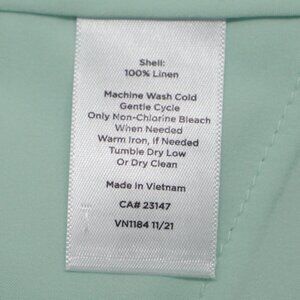 Shell:
100% Linen
Machine Wash Cold
Gentle Cycle
Only Non-Chlorine Bleach
When Needed
Warm Iron, If Needed
Tumble Dry Low
Or Dry Clean
Made In Vietnam
CA# 23147
VN1184 11/21